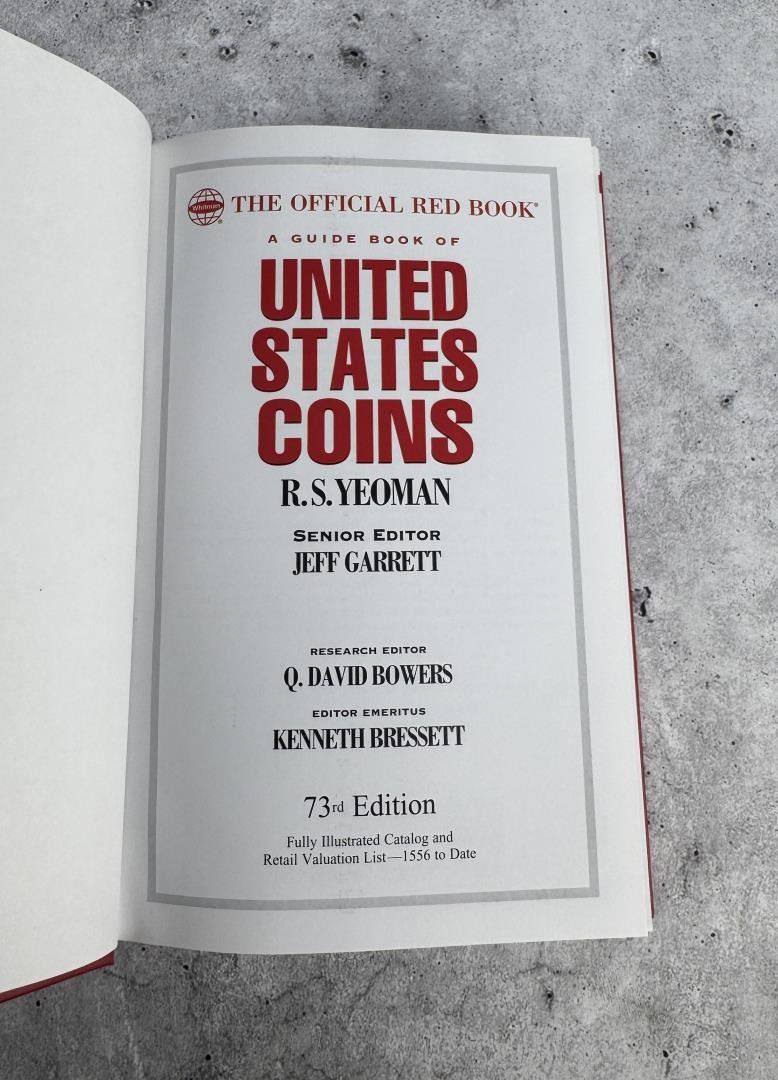 Whitman®
THE OFFICIAL RED BOOK®
A GUIDE BOOK OF
UNITED
STATES
COINS
R. S. YEOMAN
SENIOR EDITOR
JEFF GARRETT
RESEARCH EDITOR
Q. DAVID BOWERS
EDITOR EMERITUS
KENNETH BRESSETT
73rd Edition
Fully Illustrated Catalog and
Retail Valuation List—1556 to Date